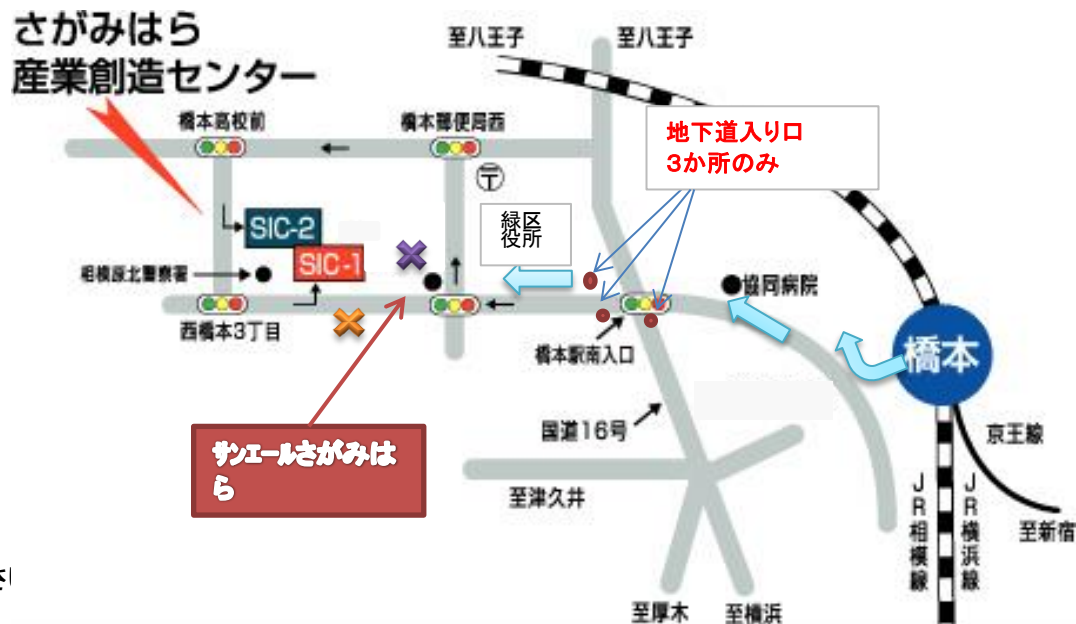 さがみはら
産業創造センター
至八王子
至八王子
橋本高校前
橋本郵便局西
地下道入り口
３か所のみ
〒
緑区
役所
SIC-2
SIC-1
相模原北警察署
協同病院
西橋本3丁目
橋本駅南入口
橋本
国道16号
サンエールさがみは
ら
京王線
至津久井
JR相模線
JR横浜線
至新宿
至厚木
至横浜